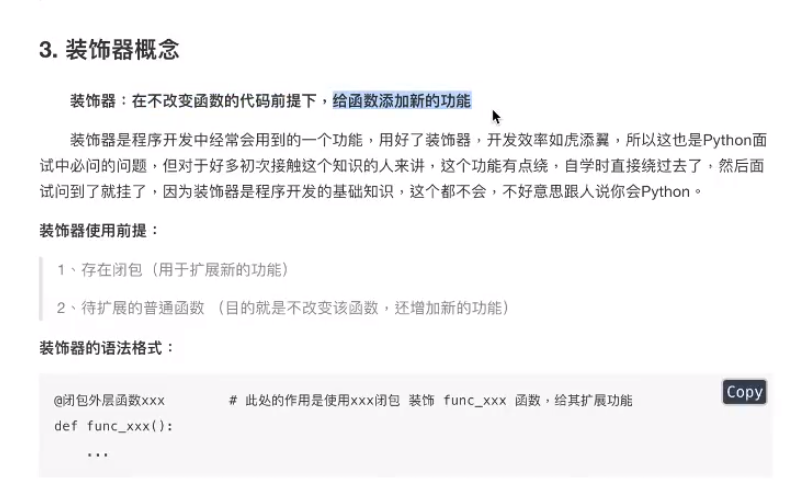 3. 装饰器概念
装饰器：在不改变函数的代码前提下，给函数添加新的功能
装饰器是程序开发中经常会用到的一个功能，用好了装饰器，开发效率如虎添翼，所以这也是Python面
试中必问的问题，但对于好多初次接触这个知识的人来讲，这个功能有点绕，自学时直接绕过去了，然后面
试问到了就挂了，因为装饰器是程序开发的基础知识，这个都不会，不好意思跟人说你会Python。
装饰器使用前提：
1、存在闭包（用于扩展新的功能）
2、待扩展的普通函数 （目的就是不改变该函数，还增加新的功能）
装饰器的语法格式：
Copy
@闭包外层函数xxx # 此处的作用是使用xxx闭包 装饰 func_xxx 函数，给其扩展功能
def func_xxx():
...